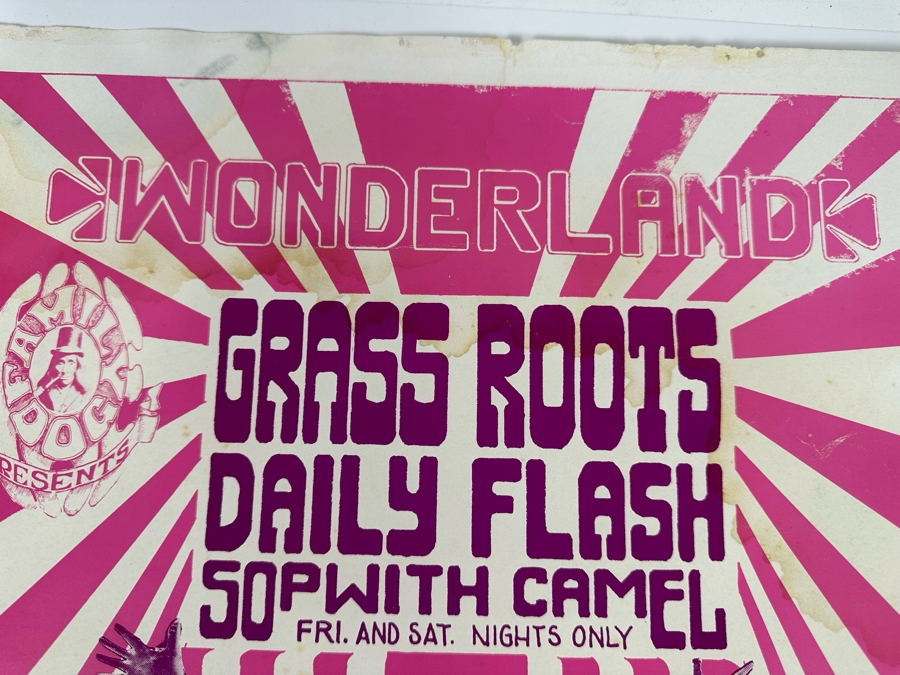 WONDERLAND
FAMILY DOG
PRESENTS
GRASS ROOTS
DAILY FLASH
SOPWITH CAMEL
FRI. AND SAT. NIGHTS ONLY